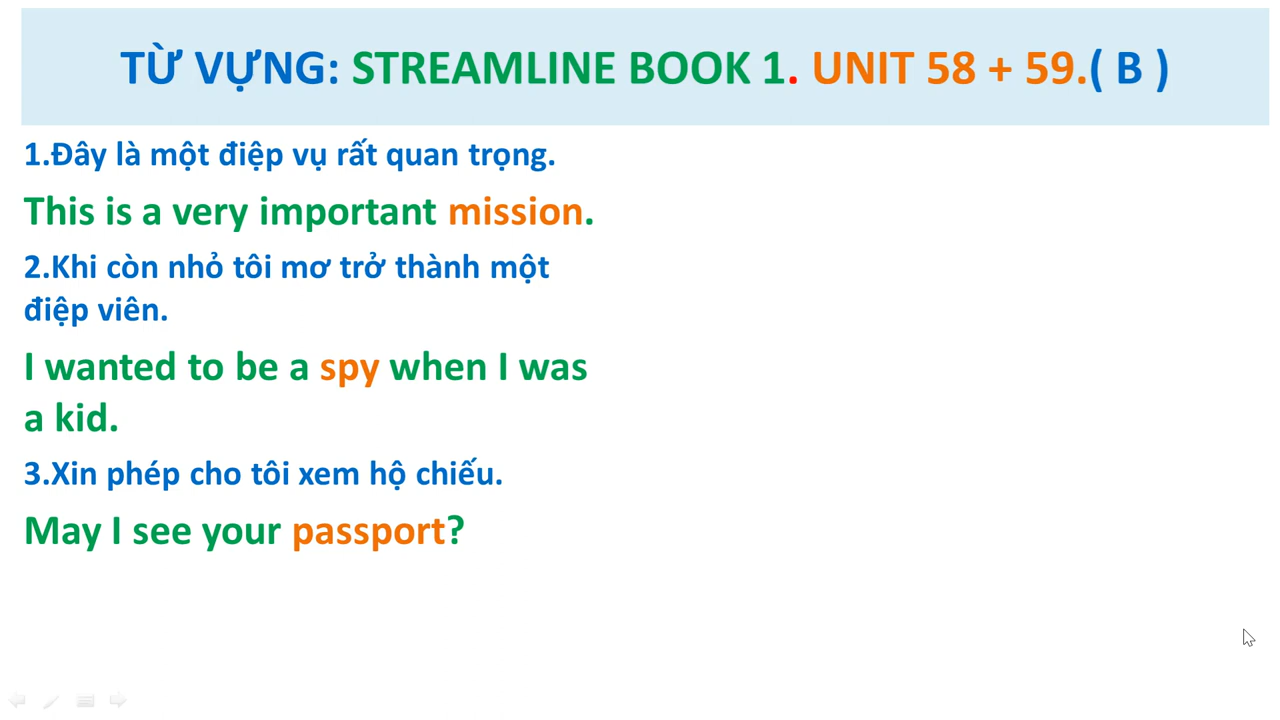 TỪ VỰNG: STREAMLINE BOOK 1. UNIT 58 + 59.( B )
1.Đây là một điệp vụ rất quan trọng.
This is a very important mission.
2.Khi còn nhỏ tôi mơ trở thành một
điệp viên.
I wanted to be a spy when I was
a kid.
3.Xin phép cho tôi xem hộ chiếu.
May I see your passport?